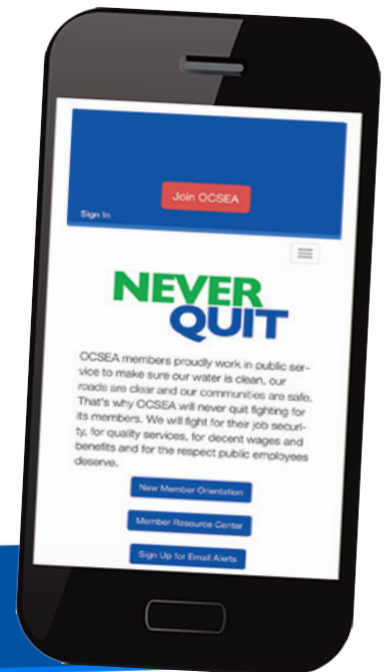 Join OCSEA
Sign In
NEVER
QUIT
OCSEA members proudly work in public ser-
vice to make sure our water is clean, our
roads are clear and our communities are safe.
That's why OCSEA will never quit fighting for
its members. We will fight for their job securi-
ty, for quality services, for decent wages and
benefits and for the respect public employees
deserve.
New Member Orientation
Member Resource Center
Sign Up for Email Alerts